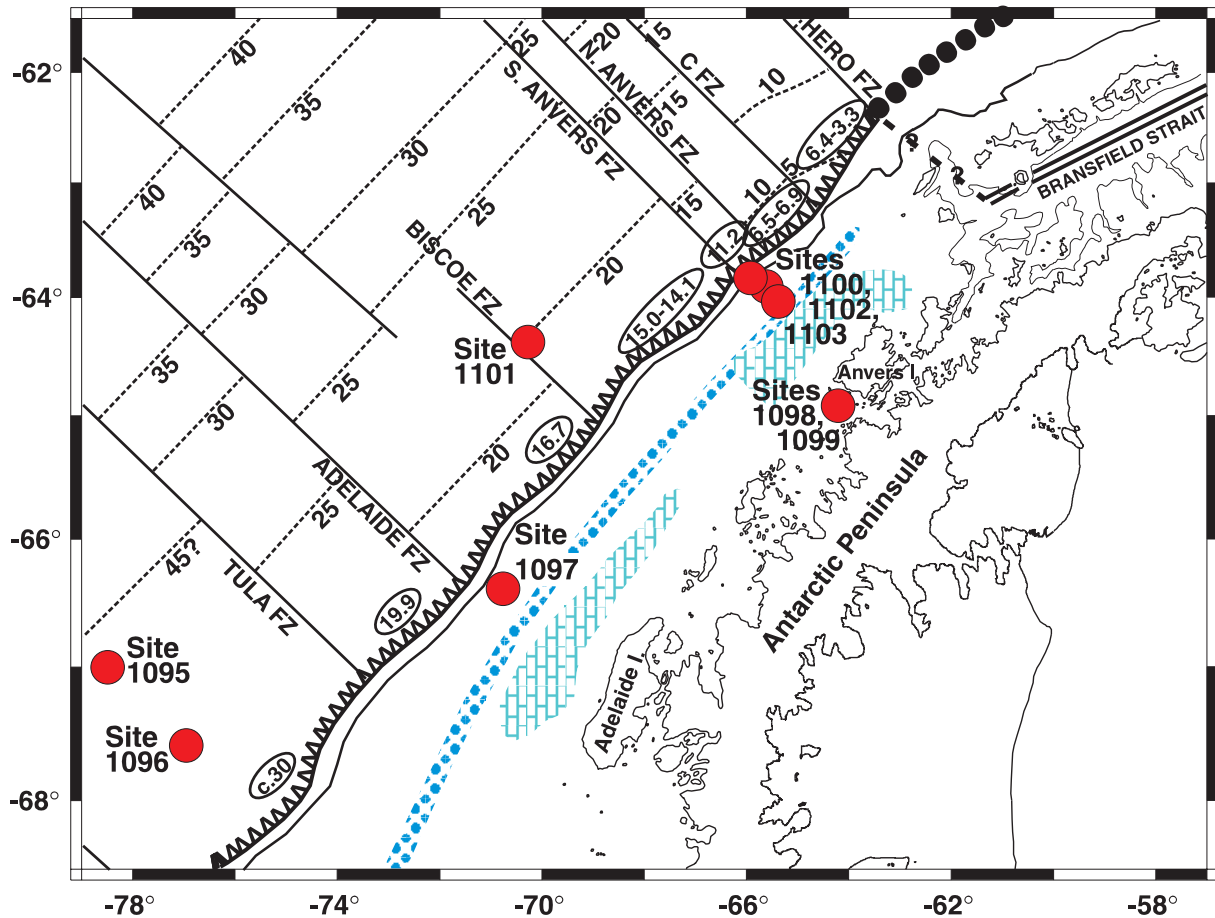 40
35
30
25
20
15
10
HERO FZ
C FZ
N. ANVERS FZ
S. ANVERS FZ
25
20
15
20
15
10
5
6.4-3.3
6.5-6.9
11.2
15.0-14.1
16.7
19.9
c.30
?
?
@
BRANSFIELD STRAIT
40
35
30
25
20
BISCOE FZ
35
30
25
20
45?
25
ADELAIDE FZ
TULA FZ
Sites
1100,
1102,
1103
Site
1101
Anvers I.
Sites
1098,
1099
Site
1097
Site
1095
Site
1096
Antarctic Peninsula
Adelaide I.
-62°
-64°
-66°
-68°
-78°
-74°
-70°
-66°
-62°
-58°